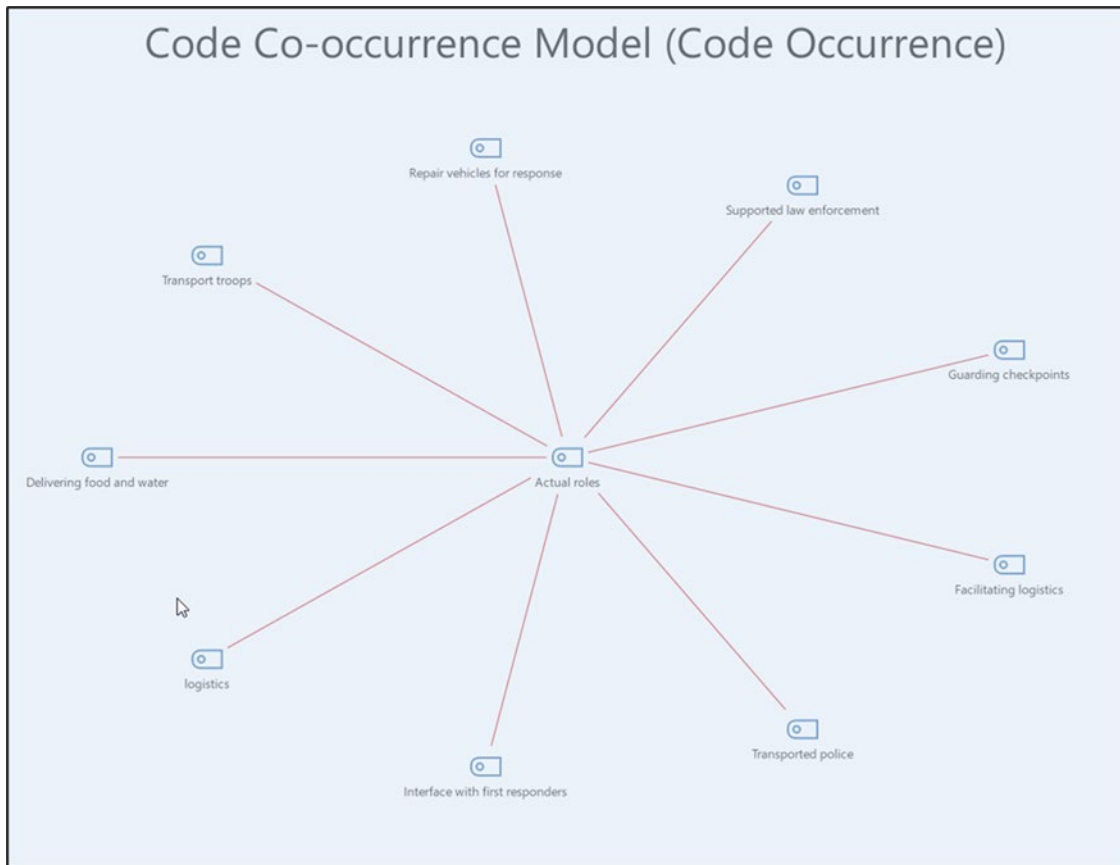 Code Co-occurrence Model (Code Occurrence)
Repair vehicles for response
Supported law enforcement
Transport troops
Guarding checkpoints
Actual roles
Delivering food and water
Facilitating logistics
logistics
Transported police
Interface with first responders